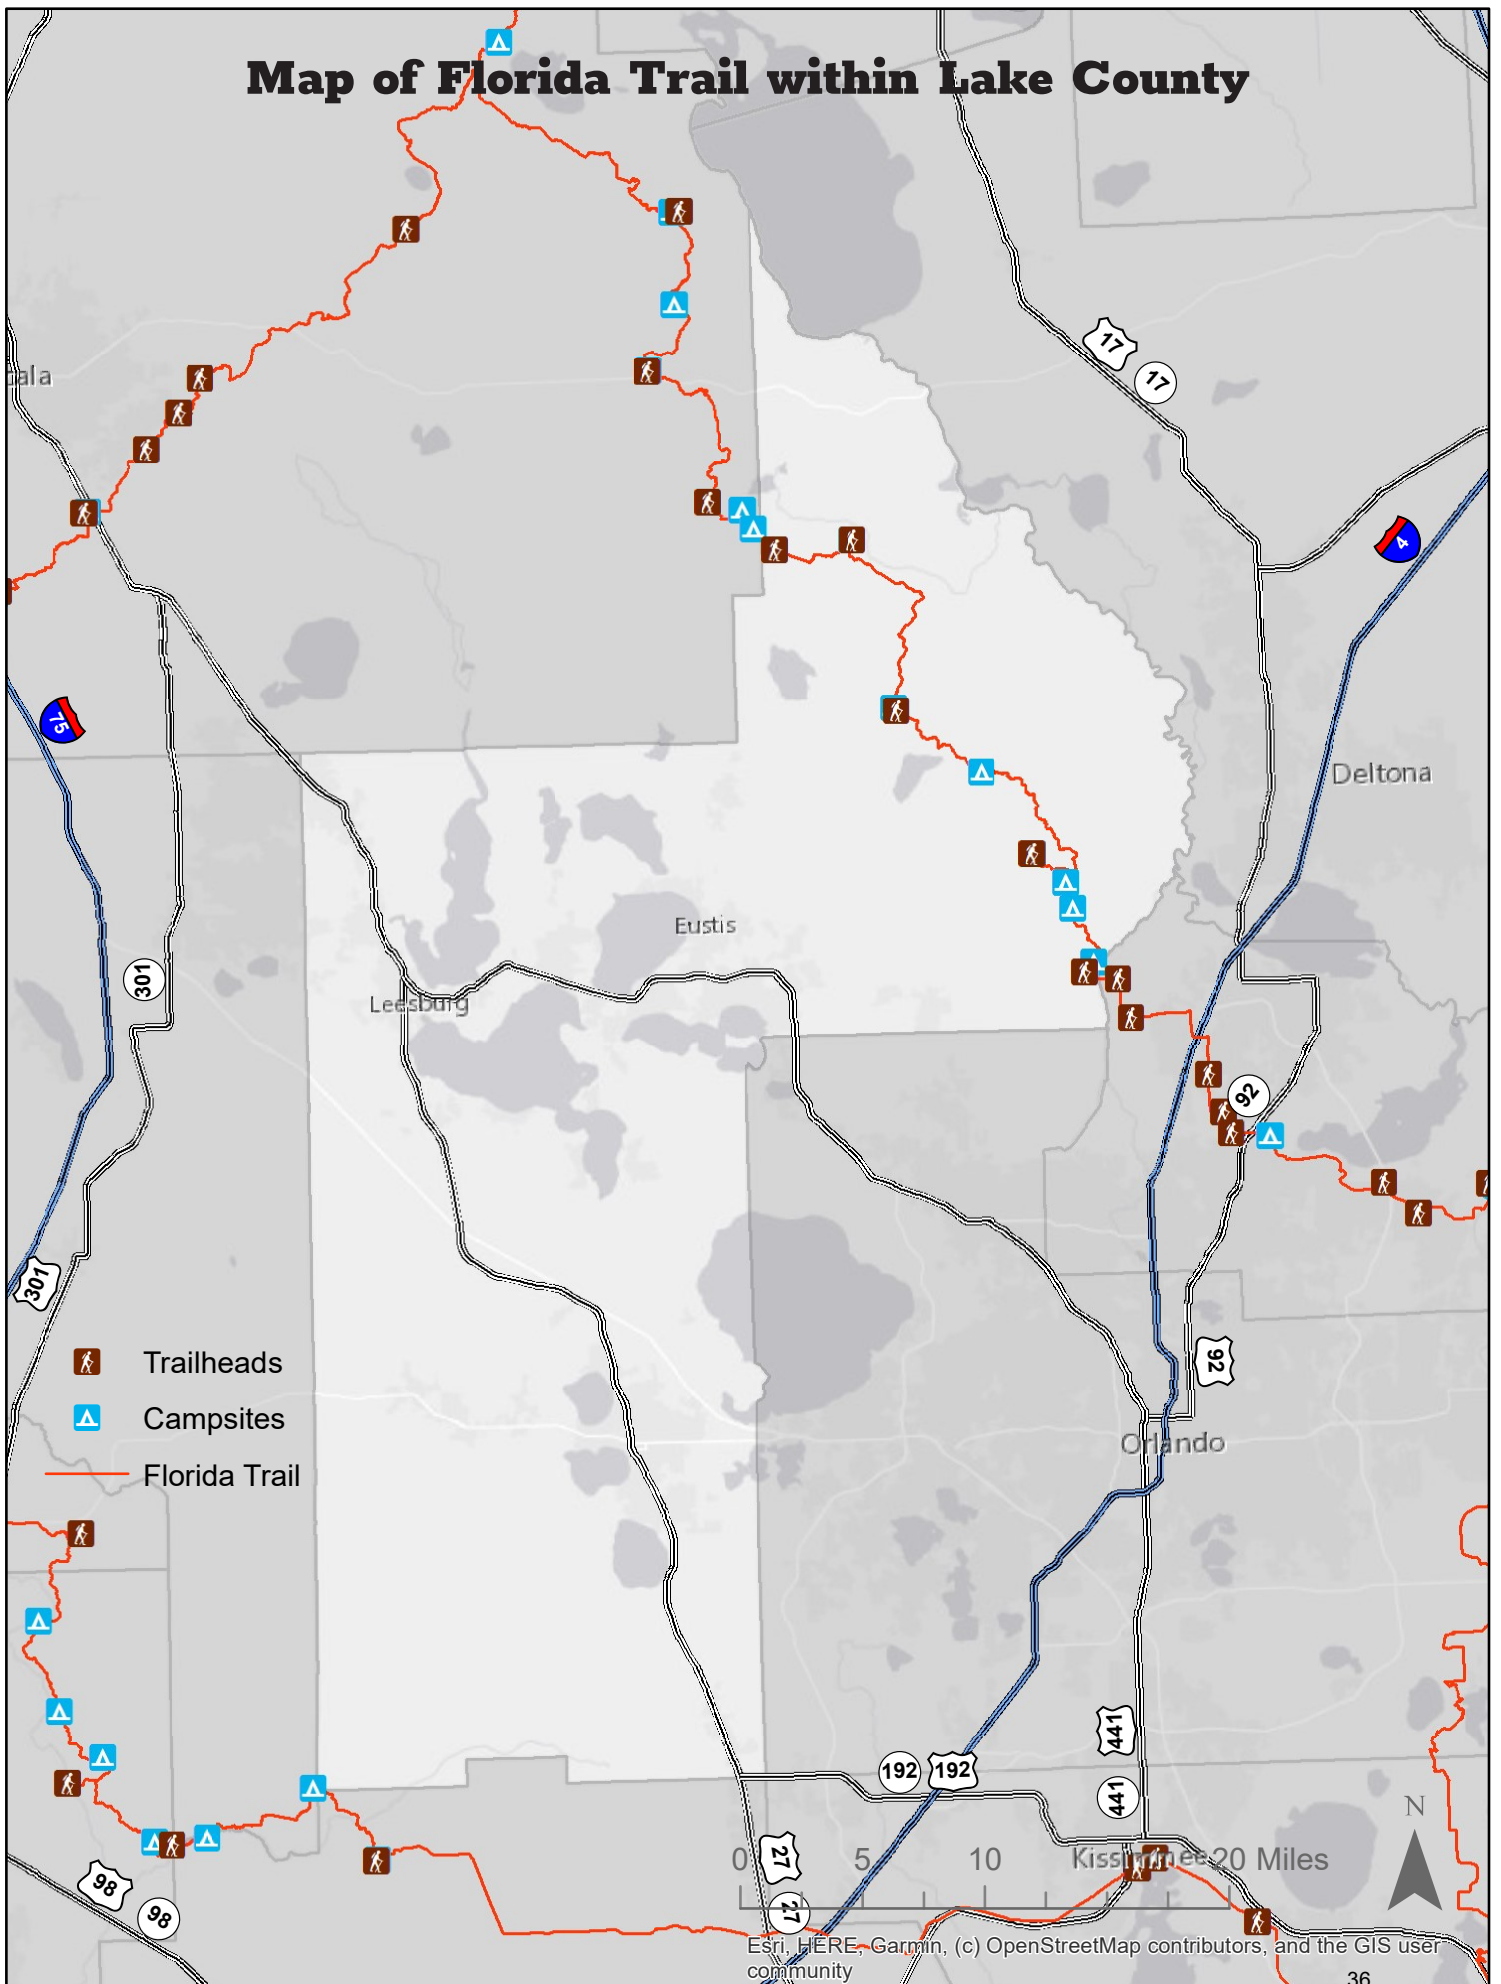 Map of Florida Trail within Lake County
17
17
4
75
Deltona
Eustis
301
Leesburg
92
301
Trailheads
92
Campsites
Orlando
Florida Trail
441
192
192
441
N
0
27
5
10
Kissimmee
20 Miles
98
98
27
Esri, HERE, Garmin, (c) OpenStreetMap contributors, and the GIS user
community
36